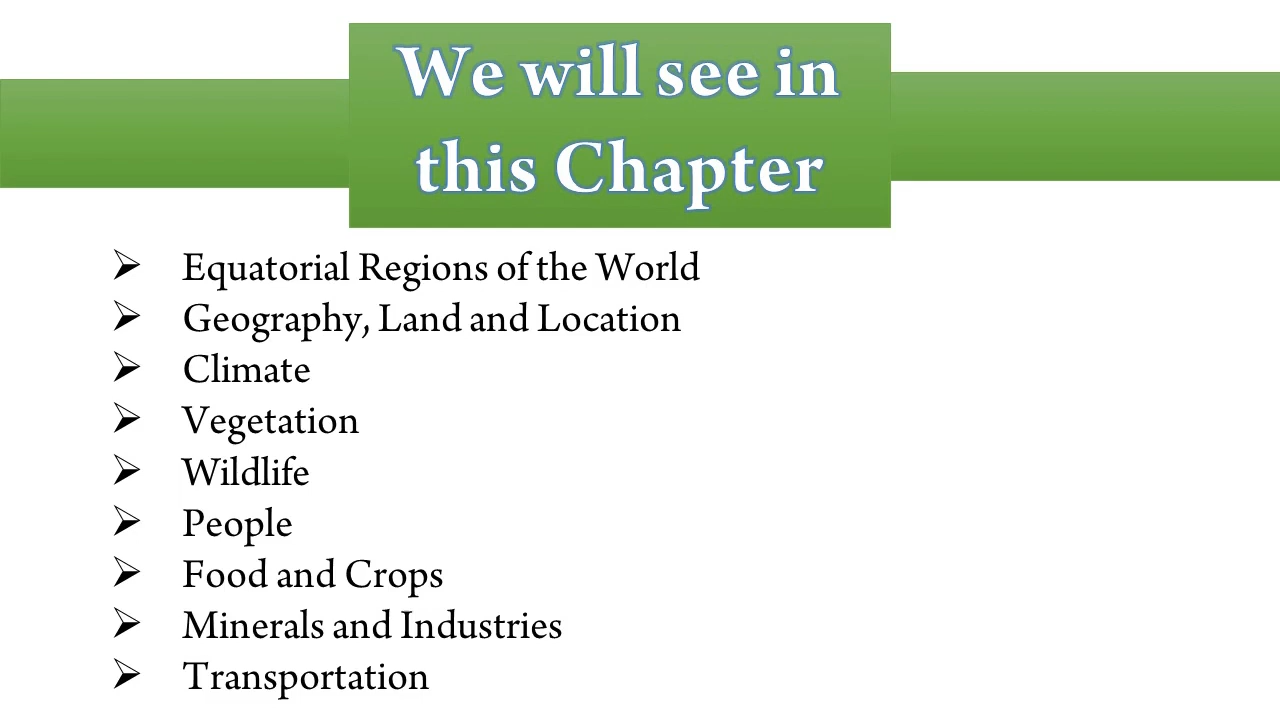 We will see in
this Chapter
➢ Equatorial Regions of the World
➢ Geography, Land and Location
➢ Climate
➢ Vegetation
➢ Wildlife
➢ People
➢ Food and Crops
➢ Minerals and Industries
➢ Transportation